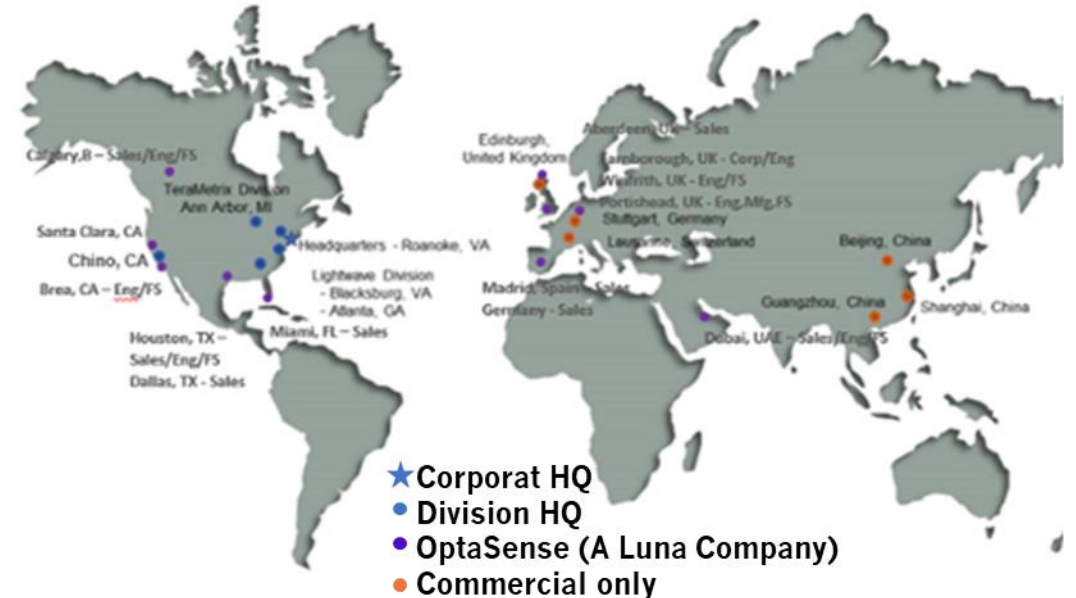 Calgary,B – Sales/Eng/FS
TeraMetrix Division
Ann Arbor, MI
Santa Clara, CA
Chino, CA
Brea, CA – Eng/FS
Headquarters - Roanoke, VA
Lightwave Division
- Blacksburg, VA
- Atlanta, GA
Miami, FL – Sales
Houston, TX –
Sales/Eng/FS
Dallas, TX - Sales
Edinburgh,
United Kingdom
Aberdeen, UK – Sales
Farnborough, UK - Corp/Eng
Winfrith, UK - Eng/FS
Portishead, UK - Eng,Mfg,FS
Stuttgart, Germany
Lausanne, Switzerland
Madrid, Spain - Sales
Germany - Sales
Beijing, China
Guangzhou, China
Shanghai, China
Dubai, UAE – Sales/Eng/FS
Corporat HQ
Division HQ
OptaSense (A Luna Company)
Commercial only